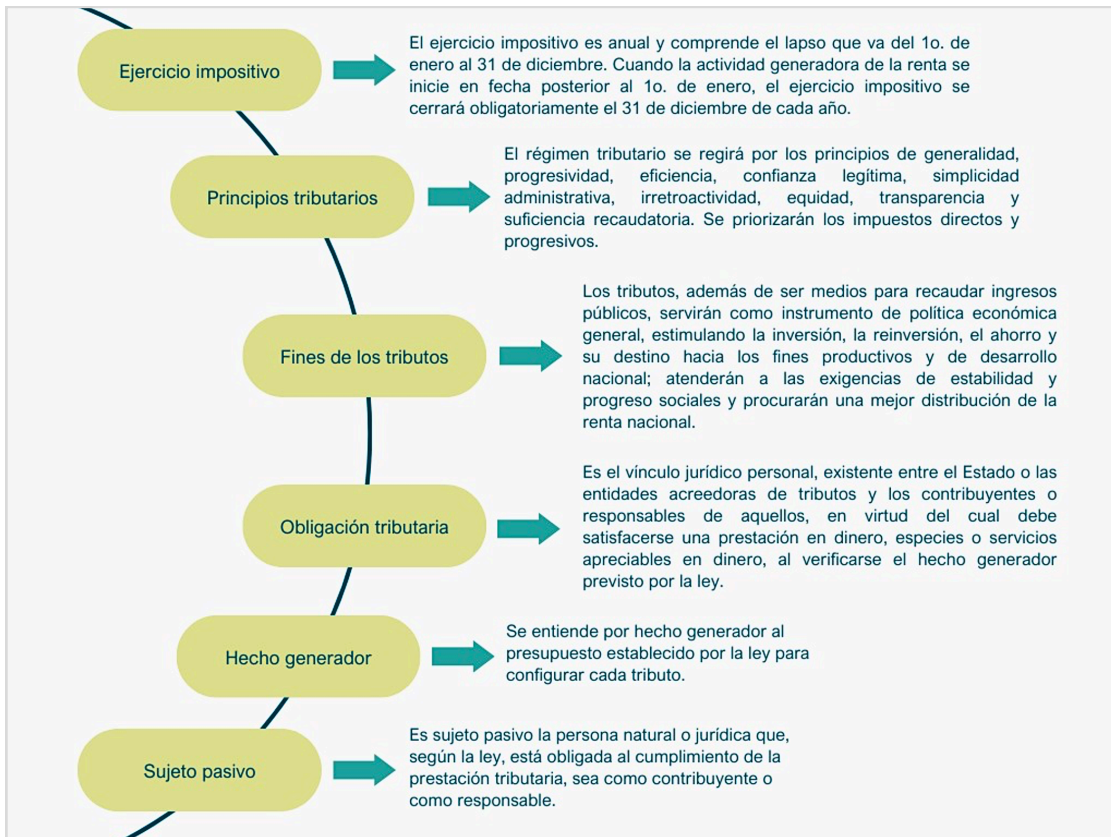 Ejercicio impositivo
El ejercicio impositivo es anual y comprende el lapso que va del 1o. de
enero al 31 de diciembre. Cuando la actividad generadora de la renta se
inicie en fecha posterior al 1o. de enero, el ejercicio impositivo se
cerrará obligatoriamente el 31 de diciembre de cada año.
Principios tributarios
El régimen tributario se regirá por los principios de generalidad,
progresividad, eficiencia, confianza legítima, simplicidad
administrativa, irretroactividad, equidad, transparencia y
suficiencia recaudatoria. Se priorizarán los impuestos directos y
progresivos.
Fines de los tributos
Los tributos, además de ser medios para recaudar ingresos
públicos, servirán como instrumento de política económica
general, estimulando la inversión, la reinversión, el ahorro y
su destino hacia los fines productivos y de desarrollo
nacional; atenderán a las exigencias de estabilidad y
progreso sociales y procurarán una mejor distribución de la
renta nacional.
Obligación tributaria
Es el vínculo jurídico personal, existente entre el Estado o las
entidades acreedoras de tributos y los contribuyentes o
responsables de aquellos, en virtud del cual debe
satisfacerse una prestación en dinero, especies o servicios
apreciables en dinero, al verificarse el hecho generador
previsto por la ley.
Hecho generador
Se entiende por hecho generador al
presupuesto establecido por la ley para
configurar cada tributo.
Sujeto pasivo
Es sujeto pasivo la persona natural o jurídica que,
según la ley, está obligada al cumplimiento de la
prestación tributaria, sea como contribuyente o
como responsable.